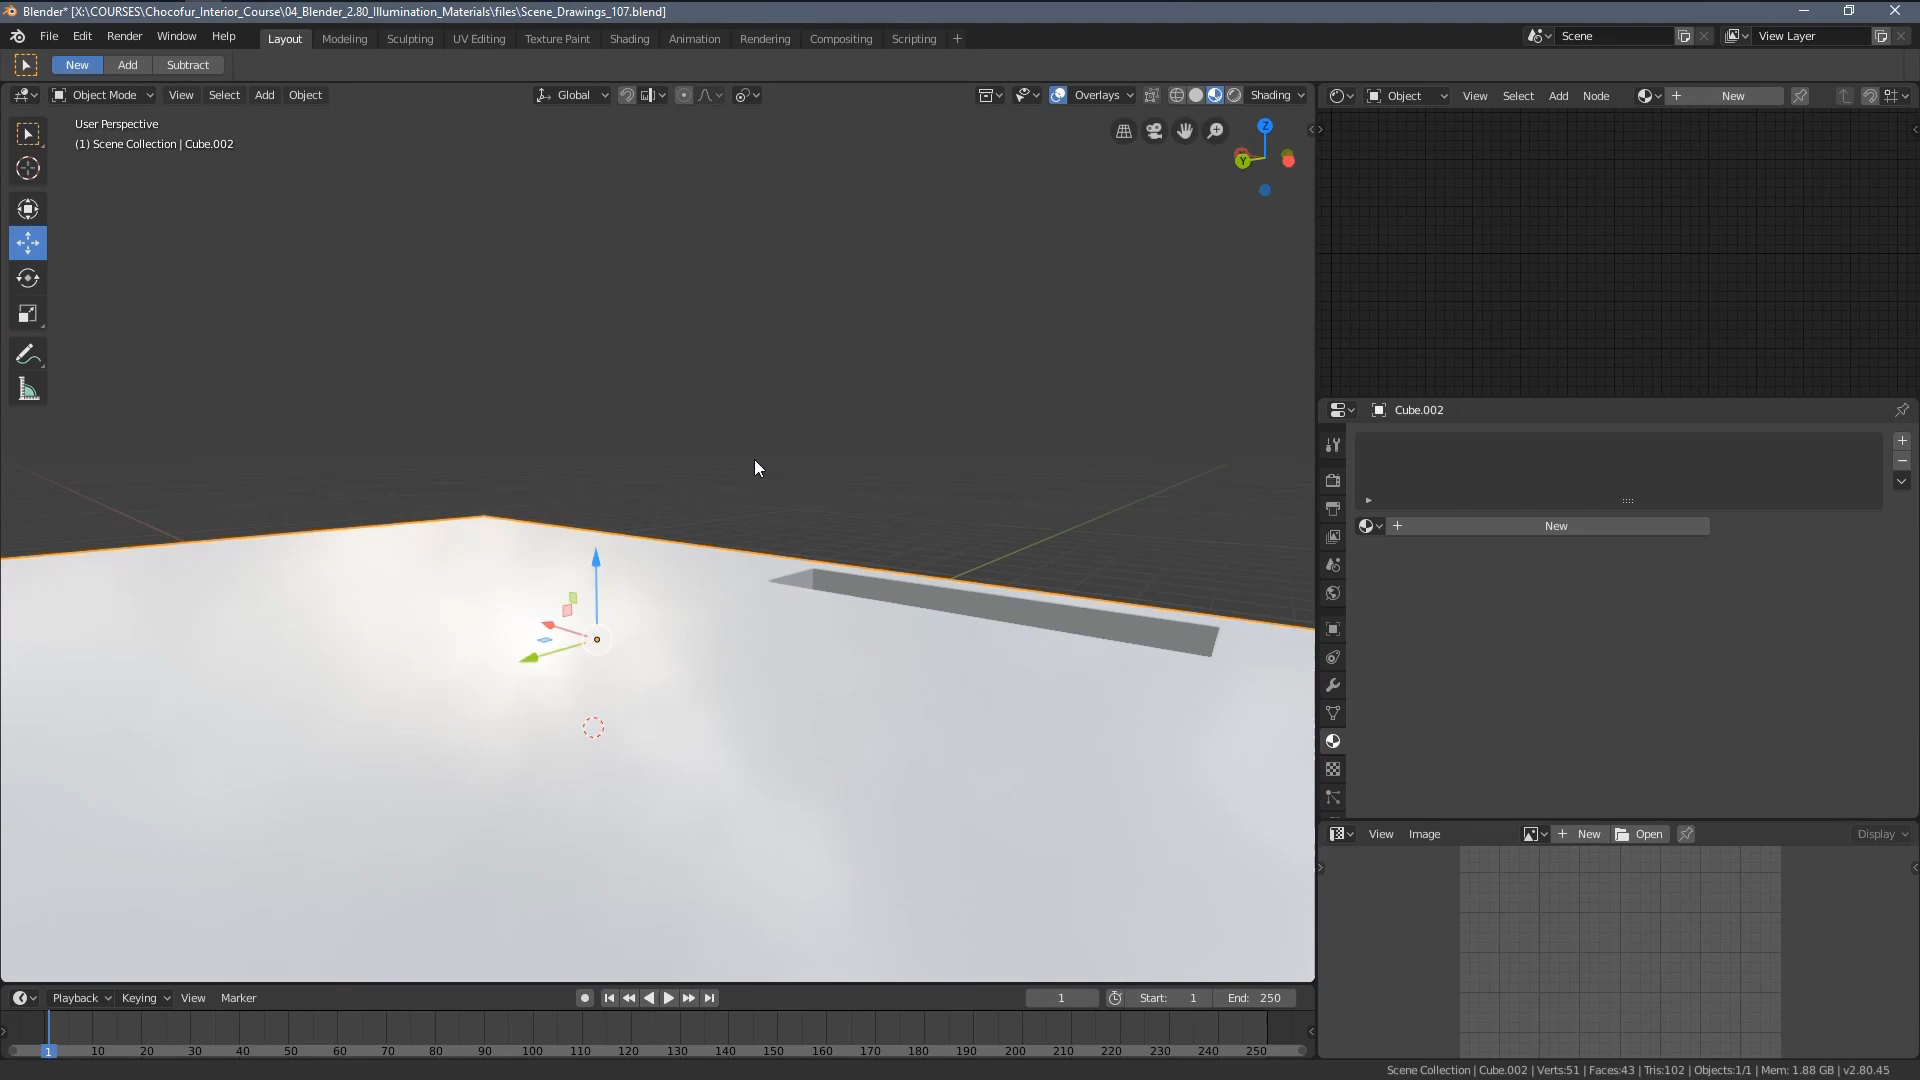 Blender* [X:\COURSES\Chocofur_Interior_Course\04_Blender_2.80_Illumination_Materials\files\Scene_Drawings_107.blend]
File Edit Render Window Help Layout Modeling Sculpting UV Editing Texture Paint Shading Animation Rendering Compositing Scripting + Scene View Layer
New Add Subtract
Object Mode View Select Add Object Global Overlays Shading Object View Select Add Node + New
User Perspective
(1) Scene Collection | Cube.002
Z
Y
Cube.002
+ New
View Image + New Open Display
Playback Keying View Marker 1 Start: 1 End: 250
1 10 20 30 40 50 60 70 80 90 100 110 120 130 140 150 160 170 180 190 200 210 220 230 240 250
Scene Collection | Cube.002 | Verts:51 | Faces:43 | Tris:102 | Objects:1/1 | Mem: 1.88 GB | v2.80.45